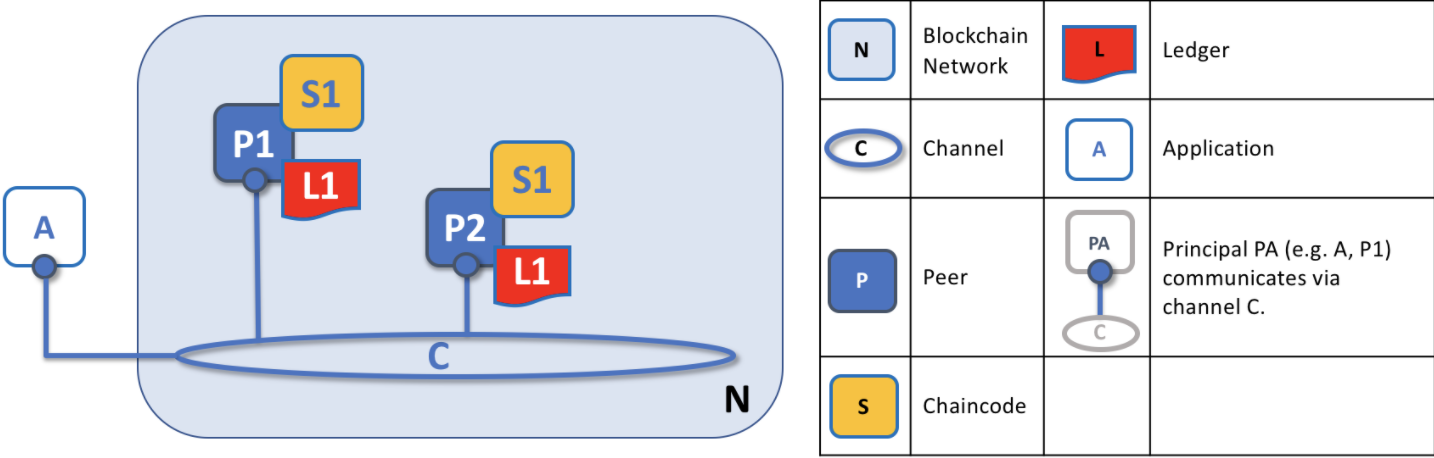 S1
P1
L1
S1
P2
L1
A
C
N
N
Blockchain
Network
L
Ledger
C
Channel
A
Application
P
Peer
PA
C
Principal PA (e.g. A, P1)
communicates via
channel C.
S
Chaincode